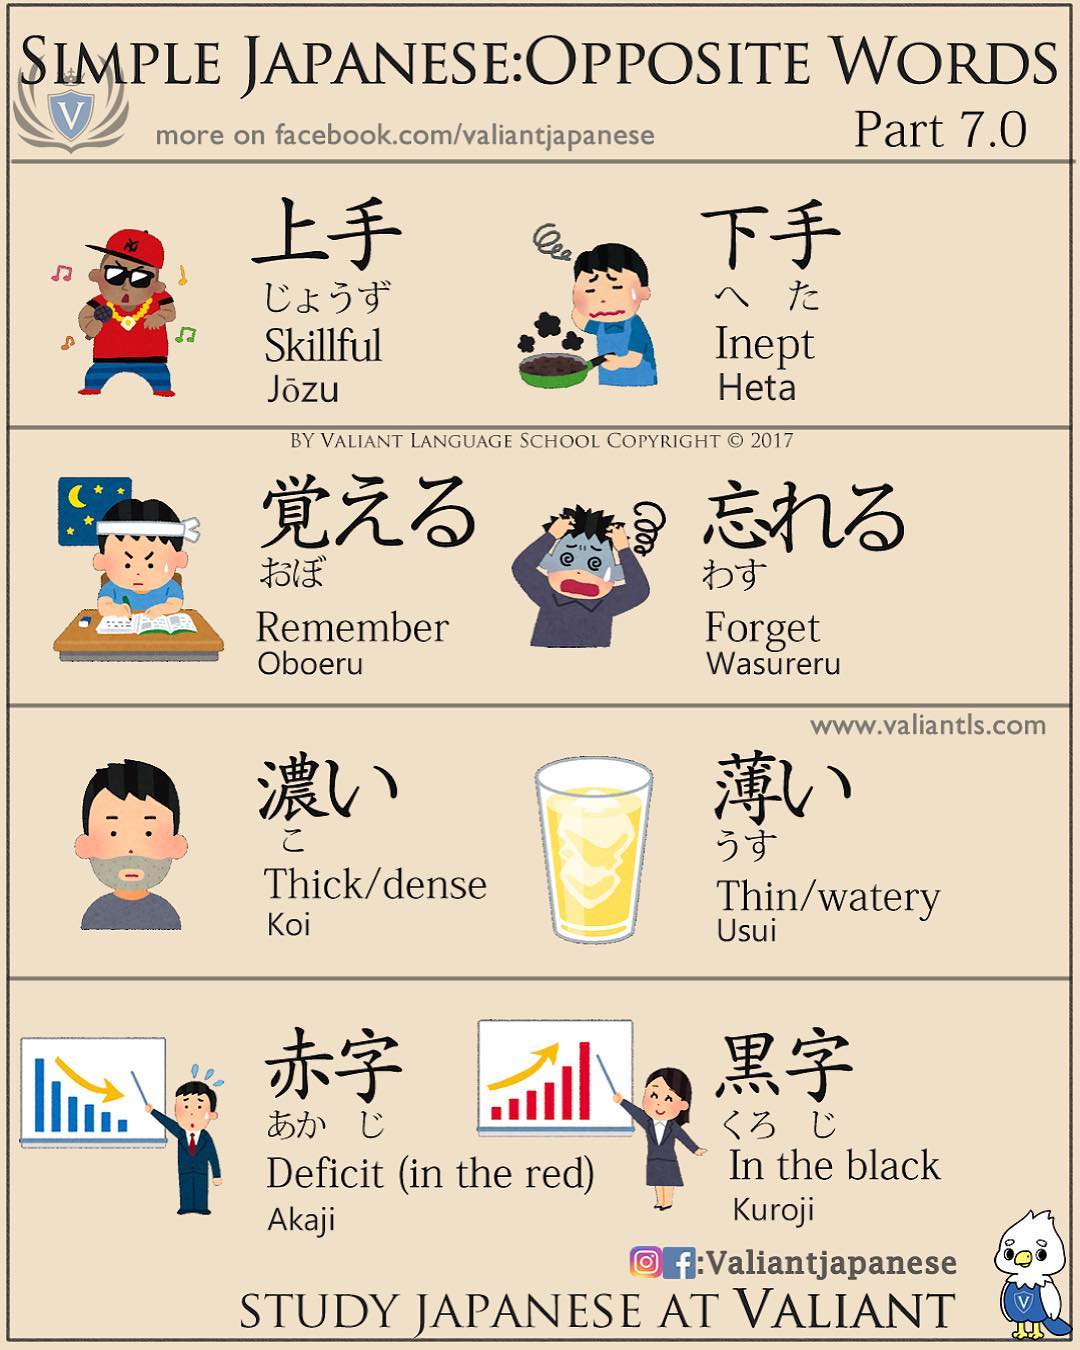 SIMPLE JAPANESE:OPPOSITE WORDS
V
more on facebook.com/valiantjapanese
Part 7.0
上手
じょうず
Skillful
Jōzu
下手
へ た
Inept
Heta
BY VALIANT LANGUAGE SCHOOL COPYRIGHT © 2017
覚える
おぼ
Remember
Oboeru
忘れる
わす
Forget
Wasureru
www.valiantls.com
濃い
こ
Thick/dense
Koi
薄い
うす
Thin/watery
Usui
赤字
あか じ
Deficit (in the red)
Akaji
黒字
くろ じ
In the black
Kuroji
:Valiantjapanese
STUDY JAPANESE AT VALIANT
V